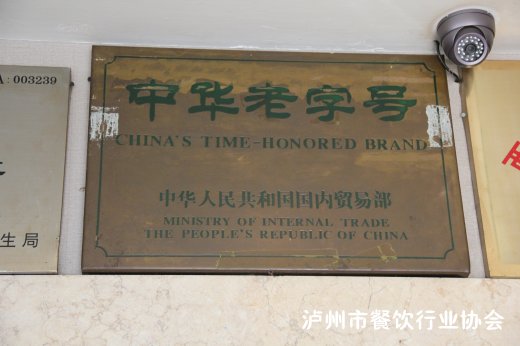 中华老字号
CHINA'S TIME-HONORED BRAND
中华人民共和国国内贸易部
MINISTRY OF INTERNAL TRADE
THE PEOPLE'S REPUBLIC OF CHINA
A: 003239
生局
泸州市餐饮行业协会